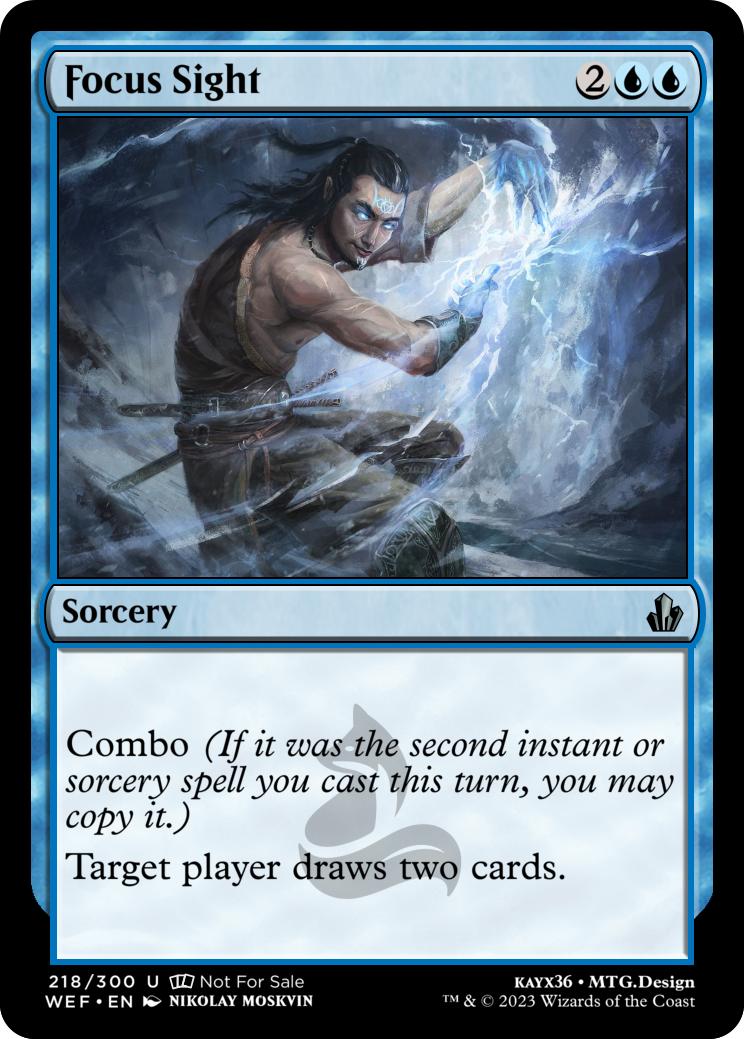 Focus Sight 2
Sorcery
Combo (If it was the second instant or
sorcery spell you cast this turn, you may
copy it.)
Target player draws two cards.
218/300 U Not For Sale
KAYX36 • MTG.Design
WEF • EN NIKOLAY MOSKVIN
™ & © 2023 Wizards of the Coast